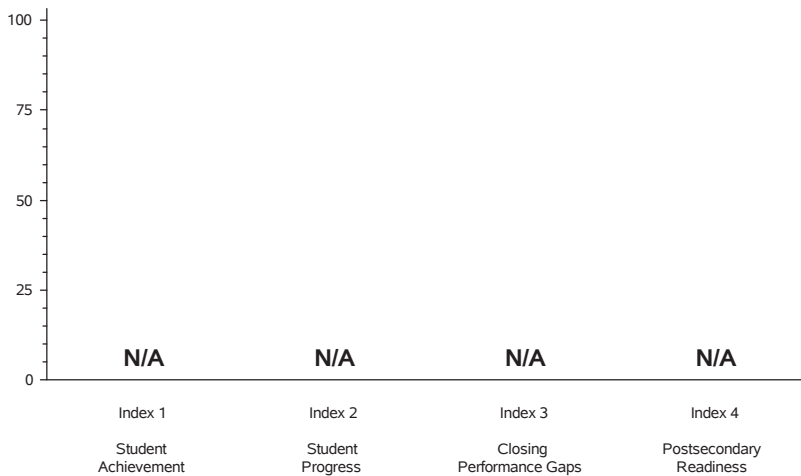 100
75
50
25
0
N/A N/A N/A N/A
Index 1 Index 2 Index 3 Index 4
Student Student Closing Postsecondary
Achievement Progress Performance Gaps Readiness